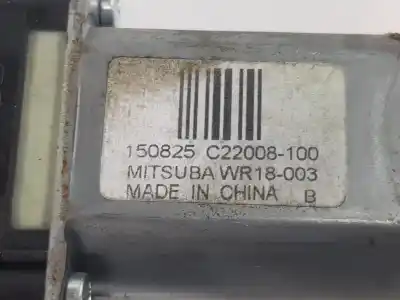 150825 C22008-100
MITSUBA WR18-003
MADE IN CHINA B